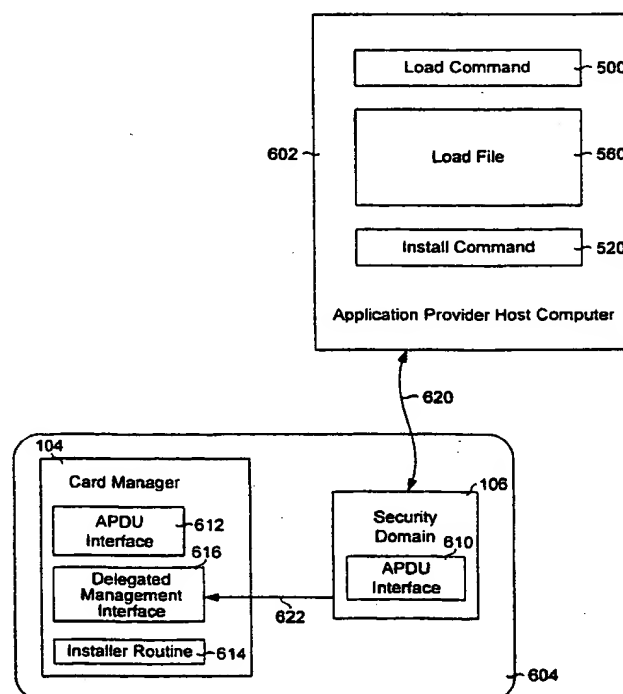 Load Command
500
602
Load File
560
Install Command
520
Application Provider Host Computer
620
104
Card Manager
106
APDU
Interface
612
Security
Domain
616
610
Delegated
Management
Interface
APDU
Interface
622
Installer Routine
614
604